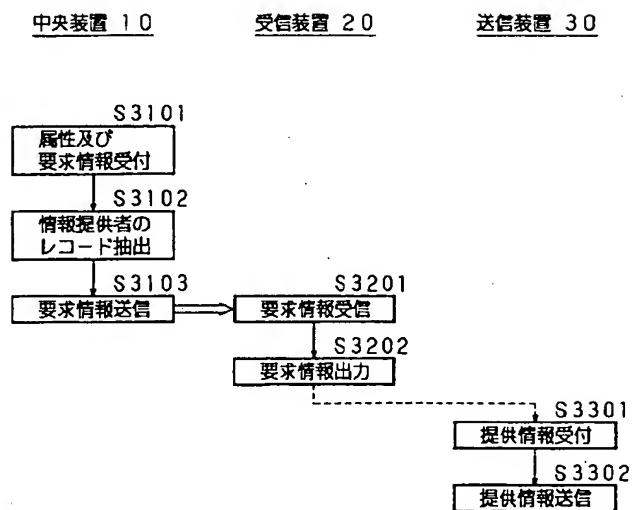 中央装置 10
受信装置 20
送信装置 30
S3101
属性及び
要求情報受付
S3102
情報提供者の
レコード抽出
S3103
要求情報送信
S3201
要求情報受信
S3202
要求情報出力
S3301
提供情報受付
S3302
提供情報送信